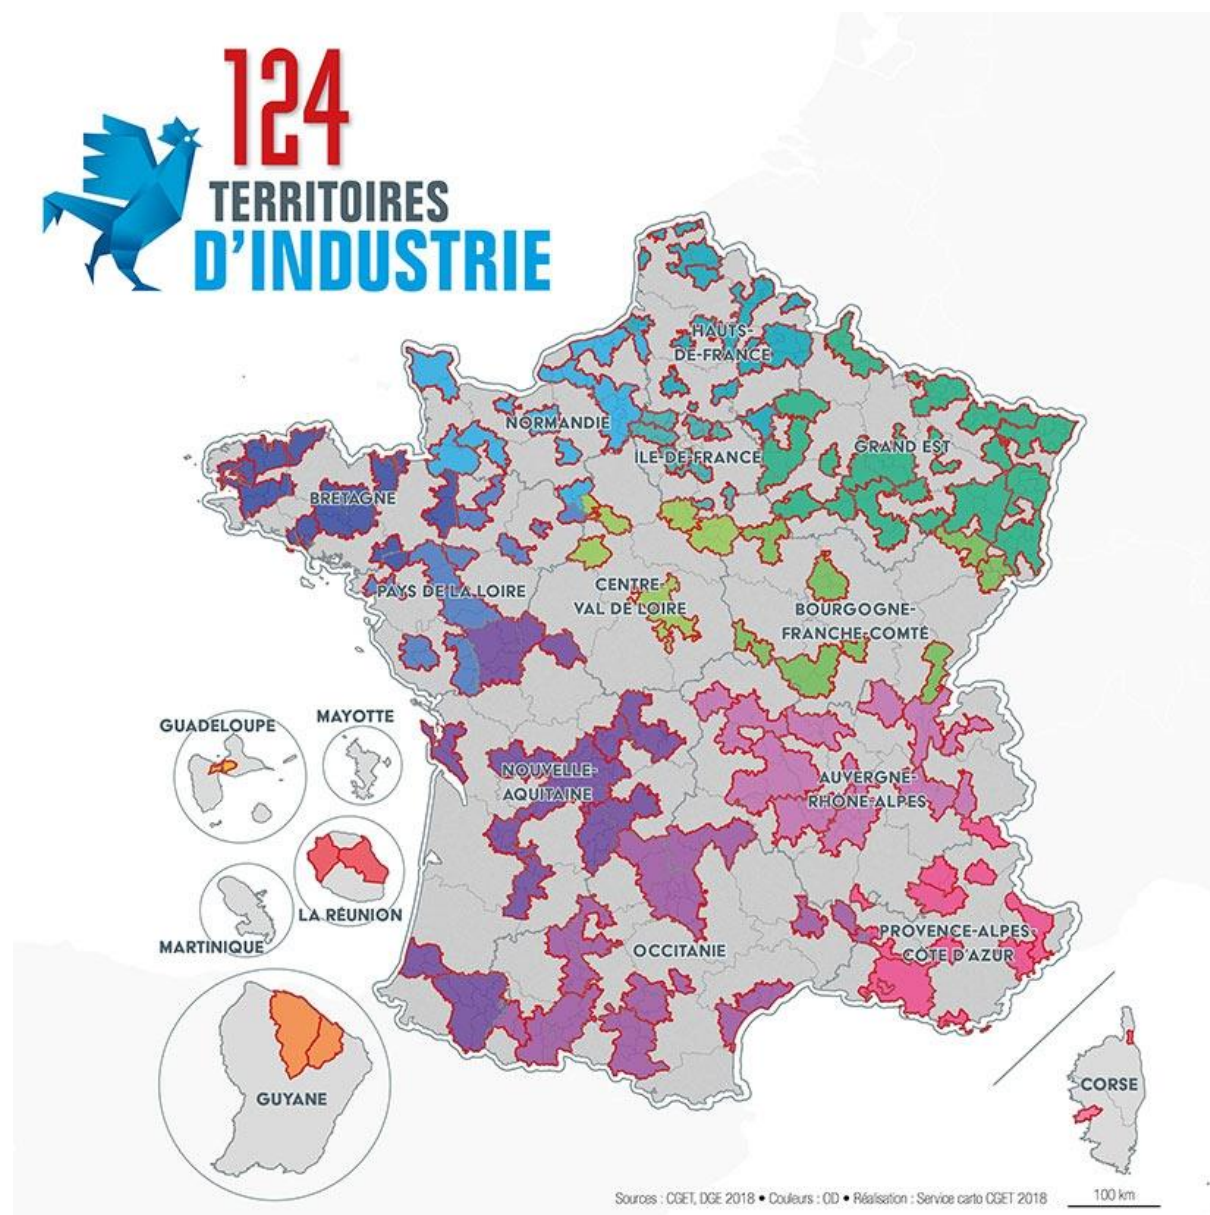 124
TERRITOIRES
D'INDUSTRIE
HAUTS-
DE-FRANCE
NORMANDIE
ÎLE-DE-FRANCE
GRAND EST
BRETAGNE
PAYS DE LA LOIRE
CENTRE-
VAL DE LOIRE
BOURGOGNE-
FRANCHE-COMTÉ
GUADELOUPE
MAYOTTE
NOUVELLE-
AQUITAINE
AUVERGNE-
RHÔNE-ALPES
LA RÉUNION
MARTINIQUE
OCCITANIE
PROVENCE-ALPES-
CÔTE D'AZUR
GUYANE
CORSE
Sources : CGET, DGE 2018 • Couleurs : OD • Réalisation : Service carto CGET 2018
100 km